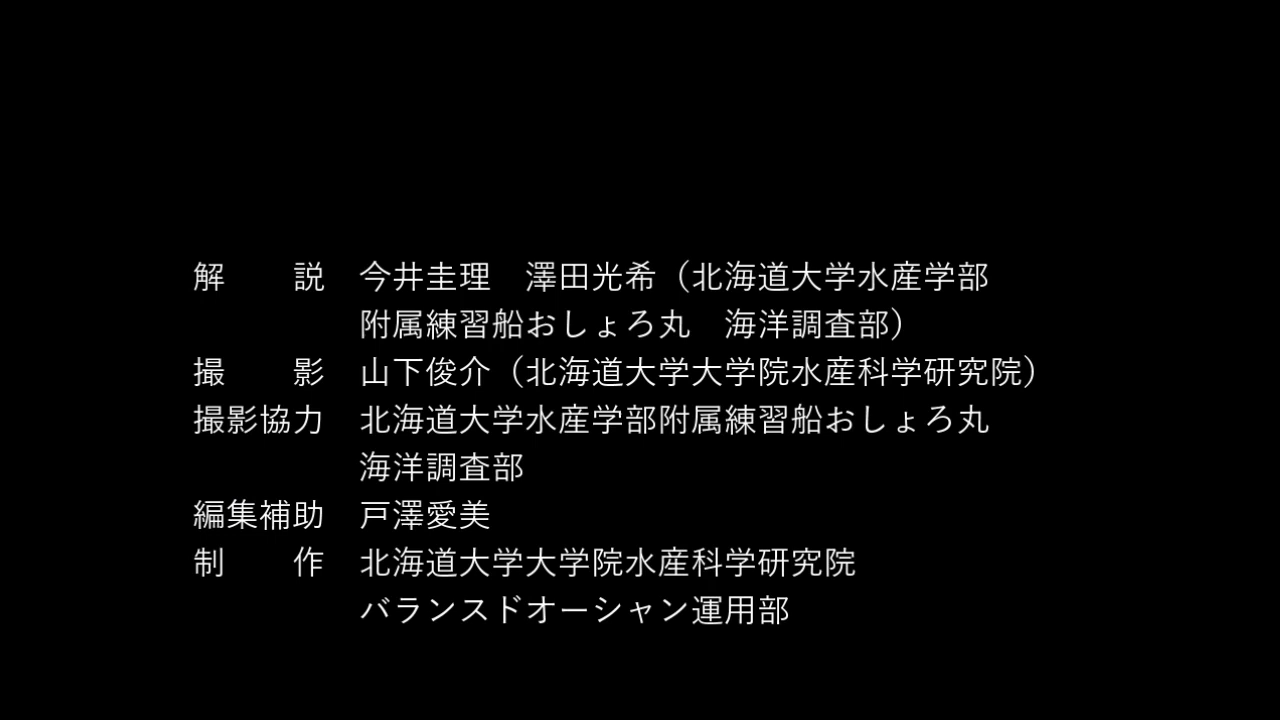 解　　説　今井圭理　澤田光希（北海道大学水産学部
附属練習船おしょろ丸　海洋調査部）
撮　　影　山下俊介（北海道大学大学院水産科学研究院）
撮影協力　北海道大学水産学部附属練習船おしょろ丸
海洋調査部
編集補助　戸澤愛美
制　　作　北海道大学大学院水産科学研究院
バランスドオーシャン運用部